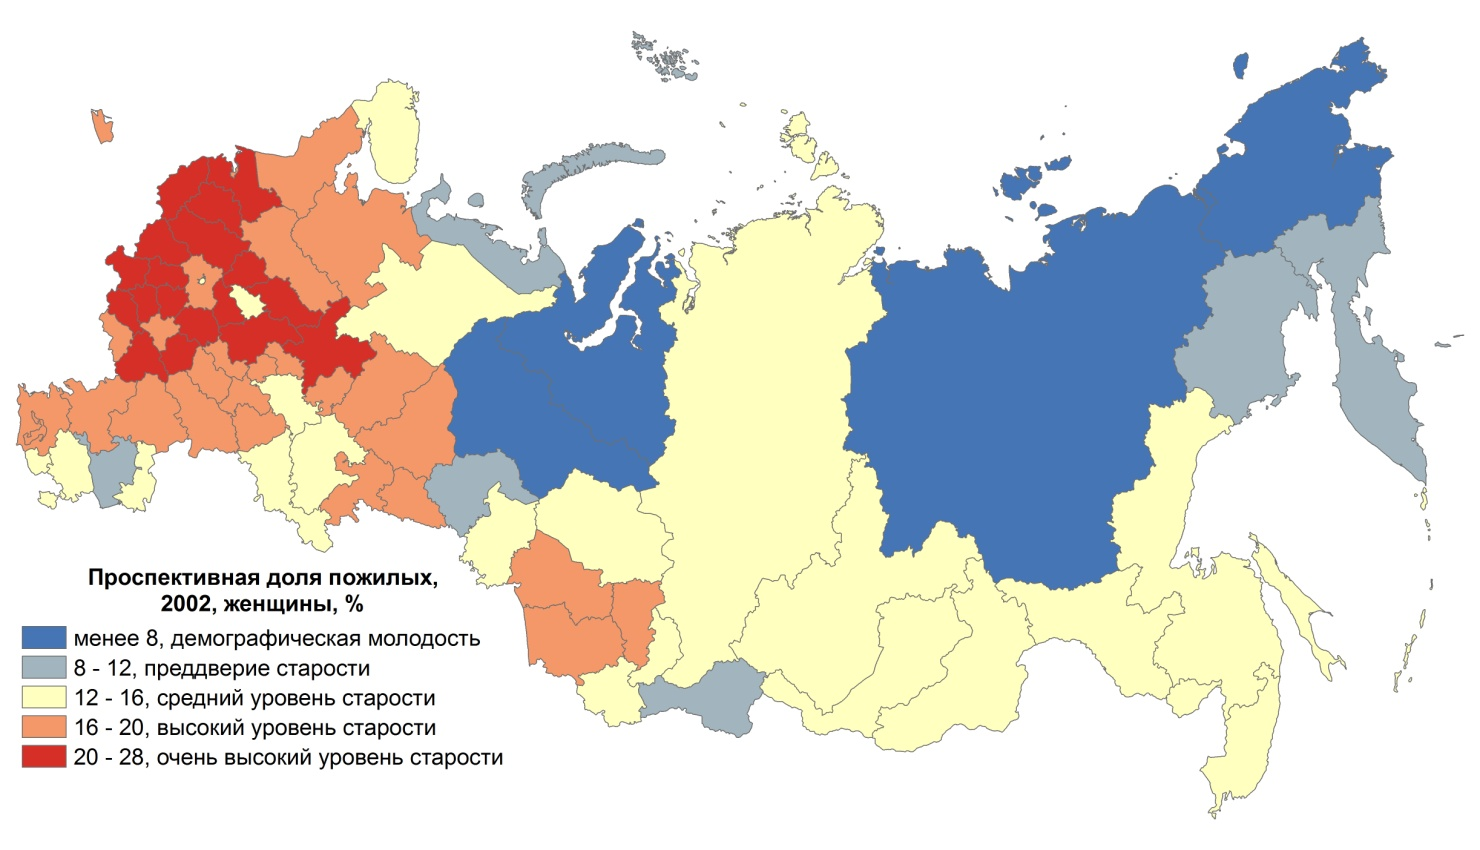 Проспективная доля пожилых,
2002, женщины, %
менее 8, демографическая молодость
8 - 12, преддверие старости
12 - 16, средний уровень старости
16 - 20, высокий уровень старости
20 - 28, очень высокий уровень старости